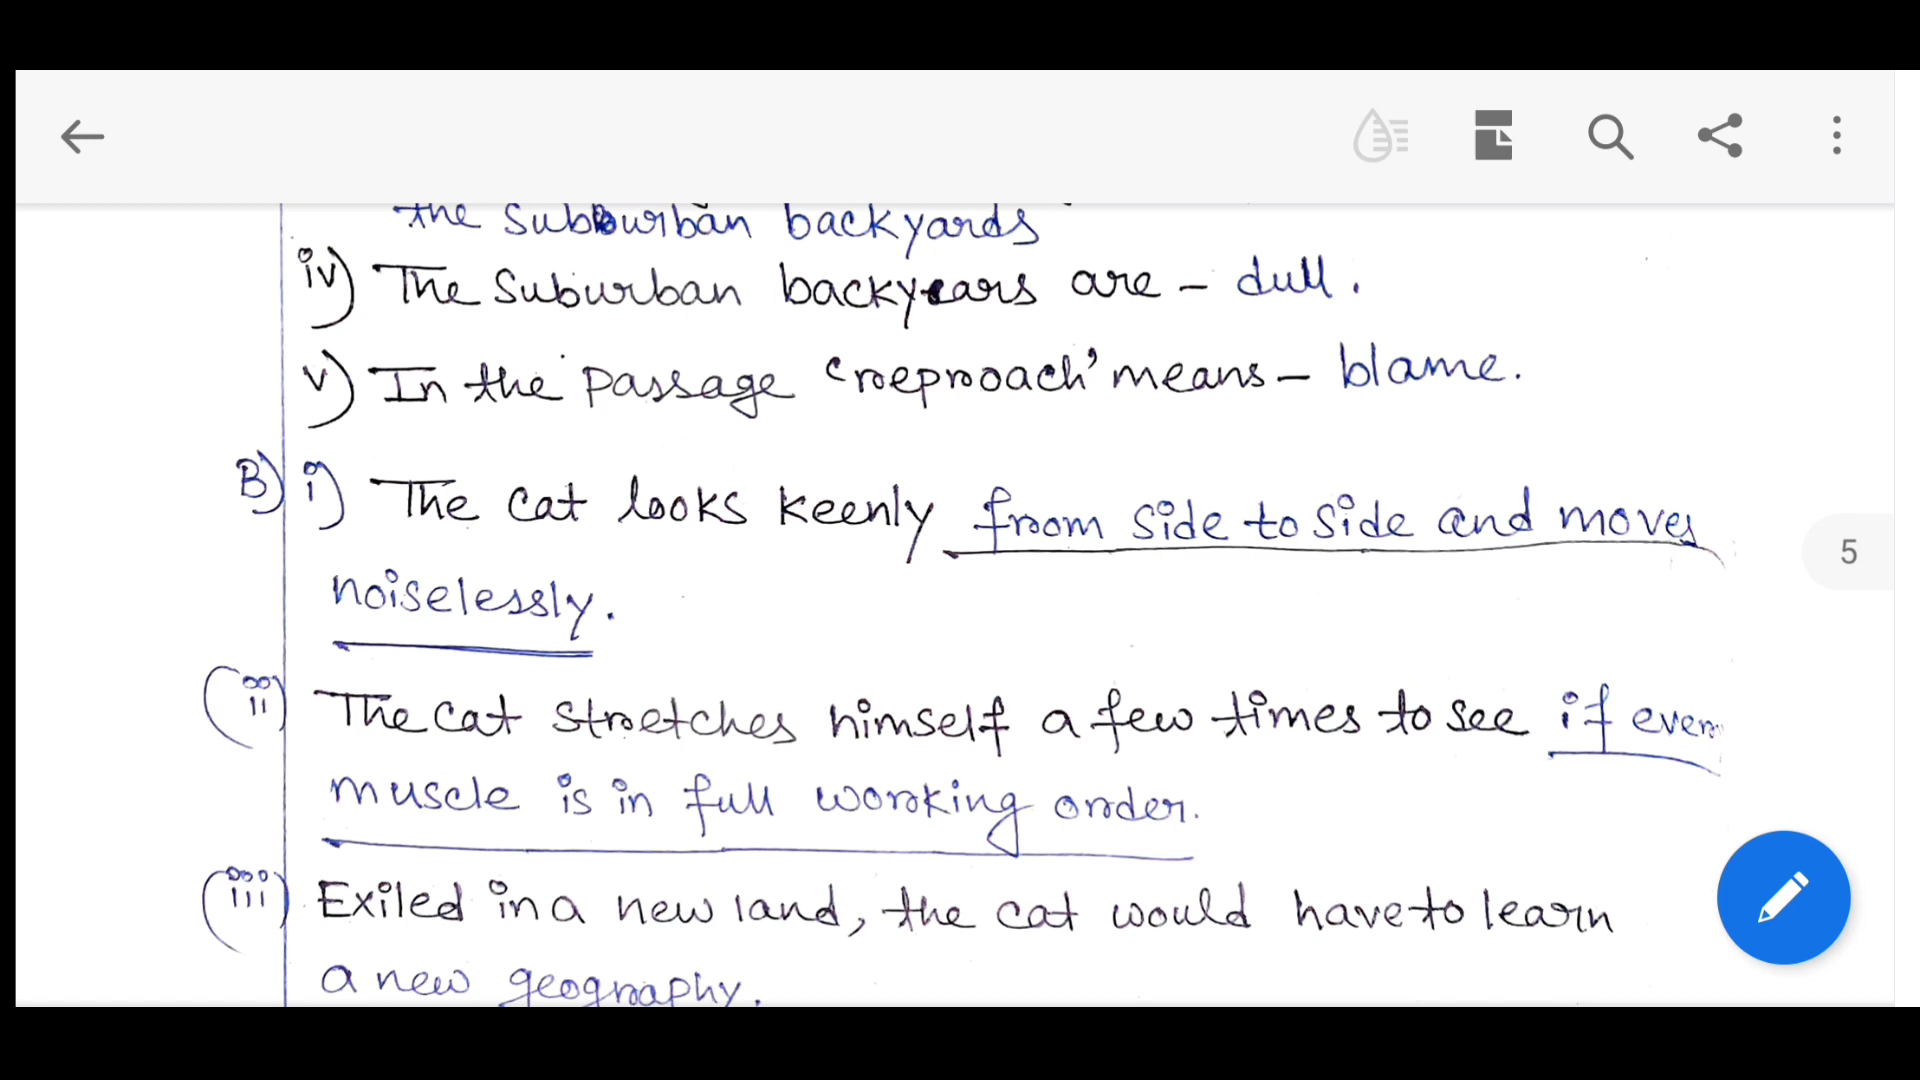 the subburban backyards
iv) The Suburban backyears are - dull.
v) In the passage 'reproach' means - blame.
B) i) The cat looks keenly from side to side and moves
noiselessly.
(ii) The cat stretches himself a few times to see if every
muscle is in full working order.
(iii) Exiled in a new land, the cat would have to learn
a new geography.
5